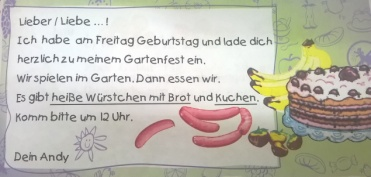 Lieber / Liebe ... !
Ich habe am Freitag Geburtstag und lade dich
herzlich zu meinem Gartenfest ein.
Wir spielen im Garten. Dann essen wir.
Es gibt heiße Würstchen mit Brot und Kuchen.
Komm bitte um 12 Uhr.
Dein Andy